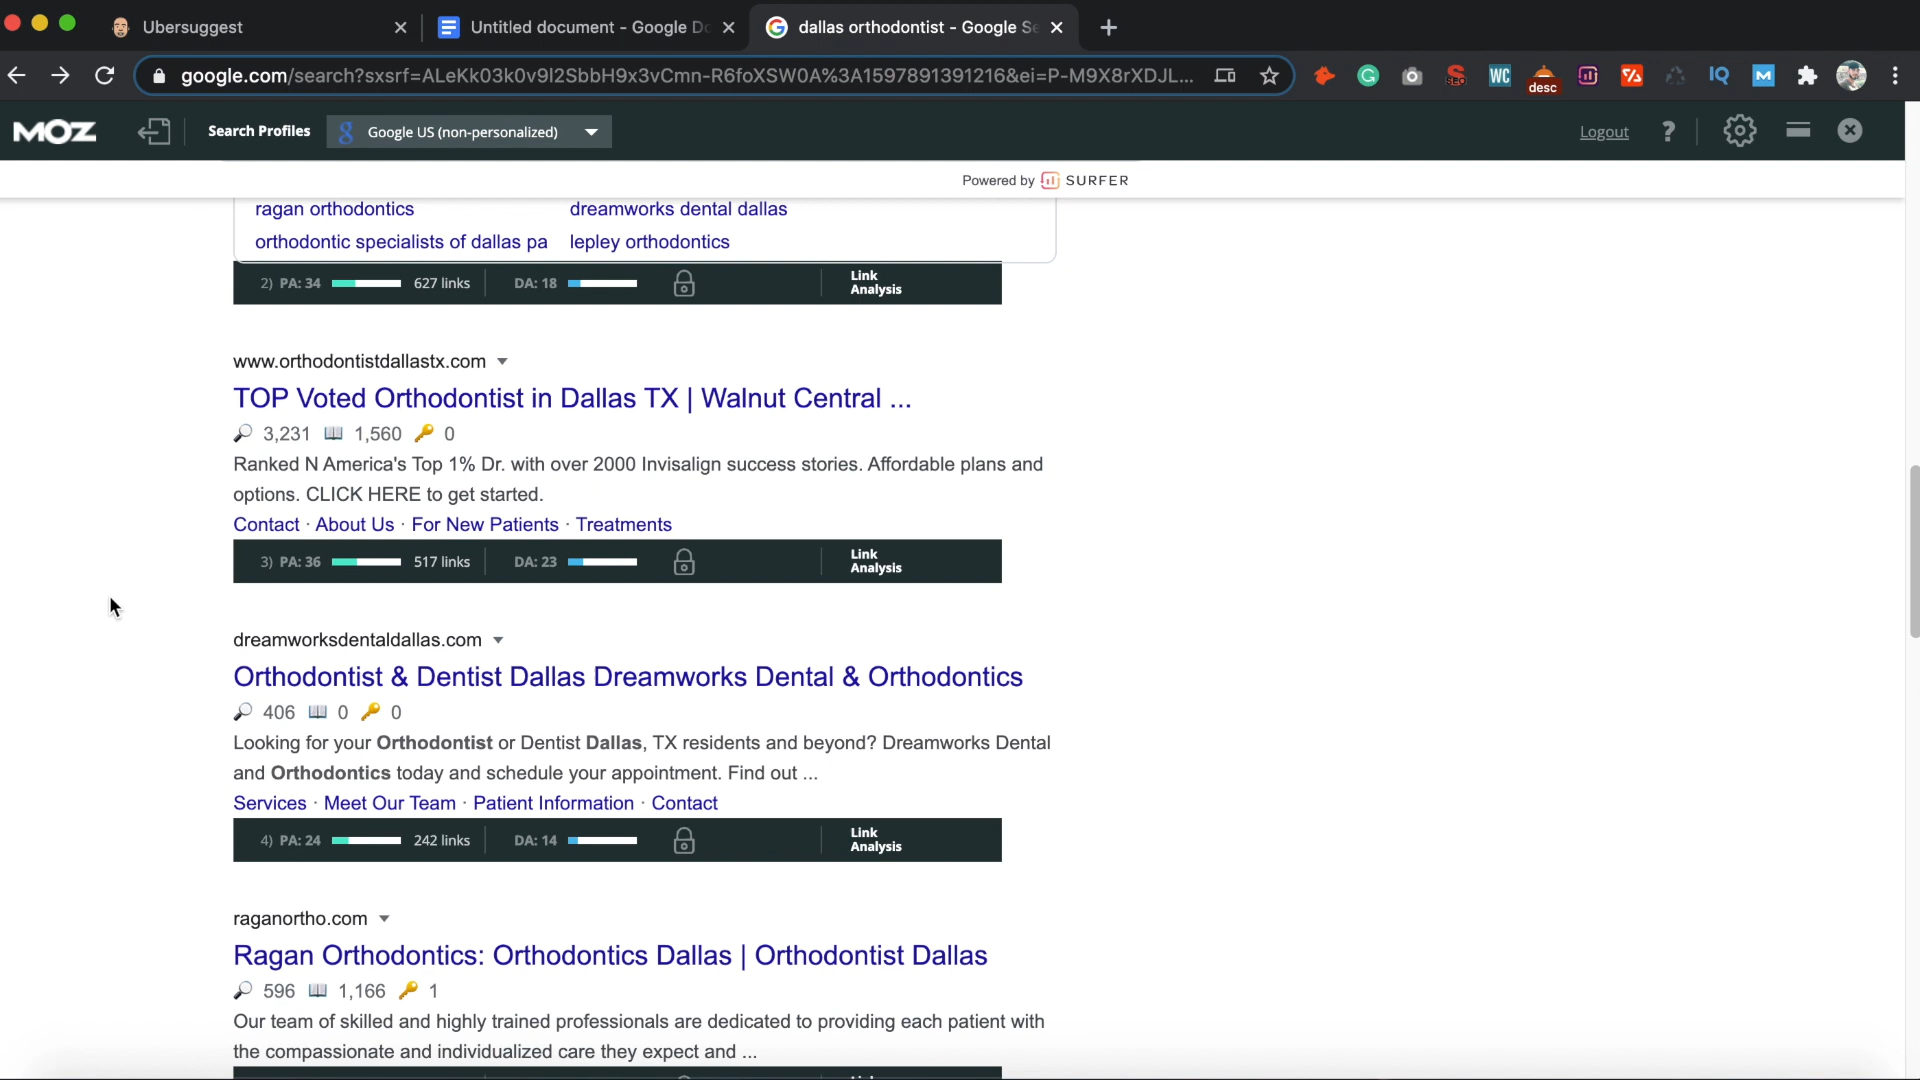 Ubersuggest
Untitled document - Google Do
dallas orthodontist - Google Se
google.com/search?sxsrf=ALeKk03k0v9l2SbbH9x3vCmn-R6foXSW0A%3A1597891391216&ei=P-M9X8rXDJL...
SEO
WC
desc
IQ
M
MOZ
Search Profiles
Google US (non-personalized)
Logout
?
Powered by SURFER
ragan orthodontics
dreamworks dental dallas
orthodontic specialists of dallas pa
lepley orthodontics
2) PA: 34 627 links DA: 18 Link Analysis
www.orthodontistdallastx.com
TOP Voted Orthodontist in Dallas TX | Walnut Central ...
3,231 1,560 0
Ranked N America's Top 1% Dr. with over 2000 Invisalign success stories. Affordable plans and
options. CLICK HERE to get started.
Contact · About Us · For New Patients · Treatments
3) PA: 36 517 links DA: 23 Link Analysis
dreamworksdentaldallas.com
Orthodontist & Dentist Dallas Dreamworks Dental & Orthodontics
406 0 0
Looking for your Orthodontist or Dentist Dallas, TX residents and beyond? Dreamworks Dental
and Orthodontics today and schedule your appointment. Find out ...
Services · Meet Our Team · Patient Information · Contact
4) PA: 24 242 links DA: 14 Link Analysis
raganortho.com
Ragan Orthodontics: Orthodontics Dallas | Orthodontist Dallas
596 1,166 1
Our team of skilled and highly trained professionals are dedicated to providing each patient with
the compassionate and individualized care they expect and ...